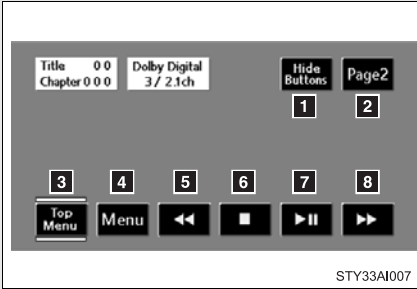 Title 0 0
Chapter 0 0 0
Dolby Digital
3 / 2.1ch
Hide
Buttons
Page2
1
2
3
4
5
6
7
8
Top
Menu
Menu
STY33AI007